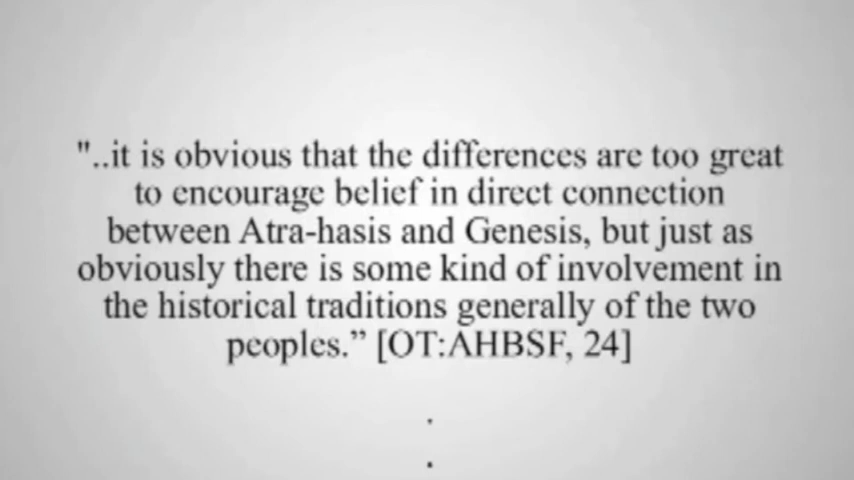 "..it is obvious that the differences are too great
to encourage belief in direct connection
between Atra-hasis and Genesis, but just as
obviously there is some kind of involvement in
the historical traditions generally of the two
peoples.” [OT:AHBSF, 24]
.
.